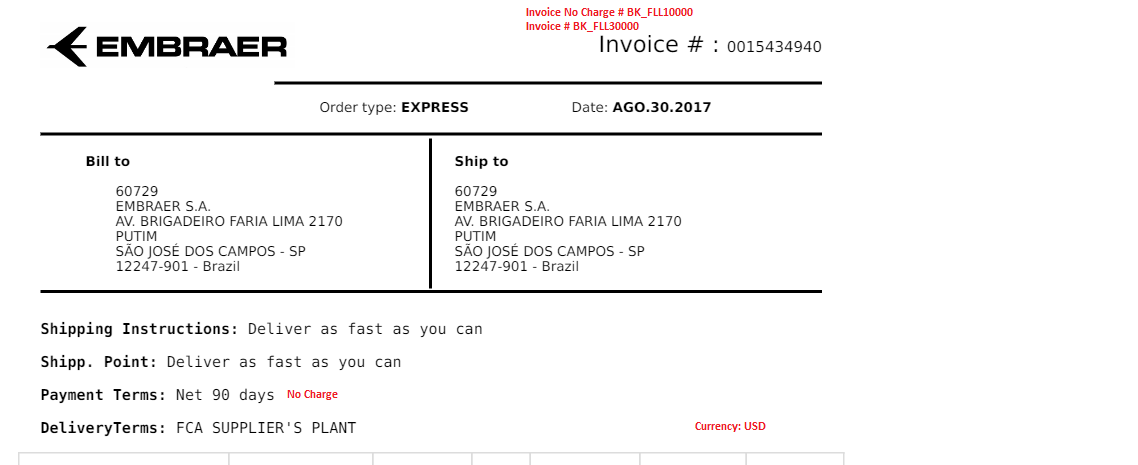 Invoice No Charge # BK_FLL10000
Invoice # BK_FLL30000
EMBRAER
Invoice # : 0015434940
Order type: EXPRESS
Date: AGO.30.2017
Bill to
60729
EMBRAER S.A.
AV. BRIGADEIRO FARIA LIMA 2170
PUTIM
SÃO JOSÉ DOS CAMPOS - SP
12247-901 - Brazil
Ship to
60729
EMBRAER S.A.
AV. BRIGADEIRO FARIA LIMA 2170
PUTIM
SÃO JOSÉ DOS CAMPOS - SP
12247-901 - Brazil
Shipping Instructions: Deliver as fast as you can
Shipp. Point: Deliver as fast as you can
Payment Terms: Net 90 days No Charge
DeliveryTerms: FCA SUPPLIER'S PLANT
Currency: USD